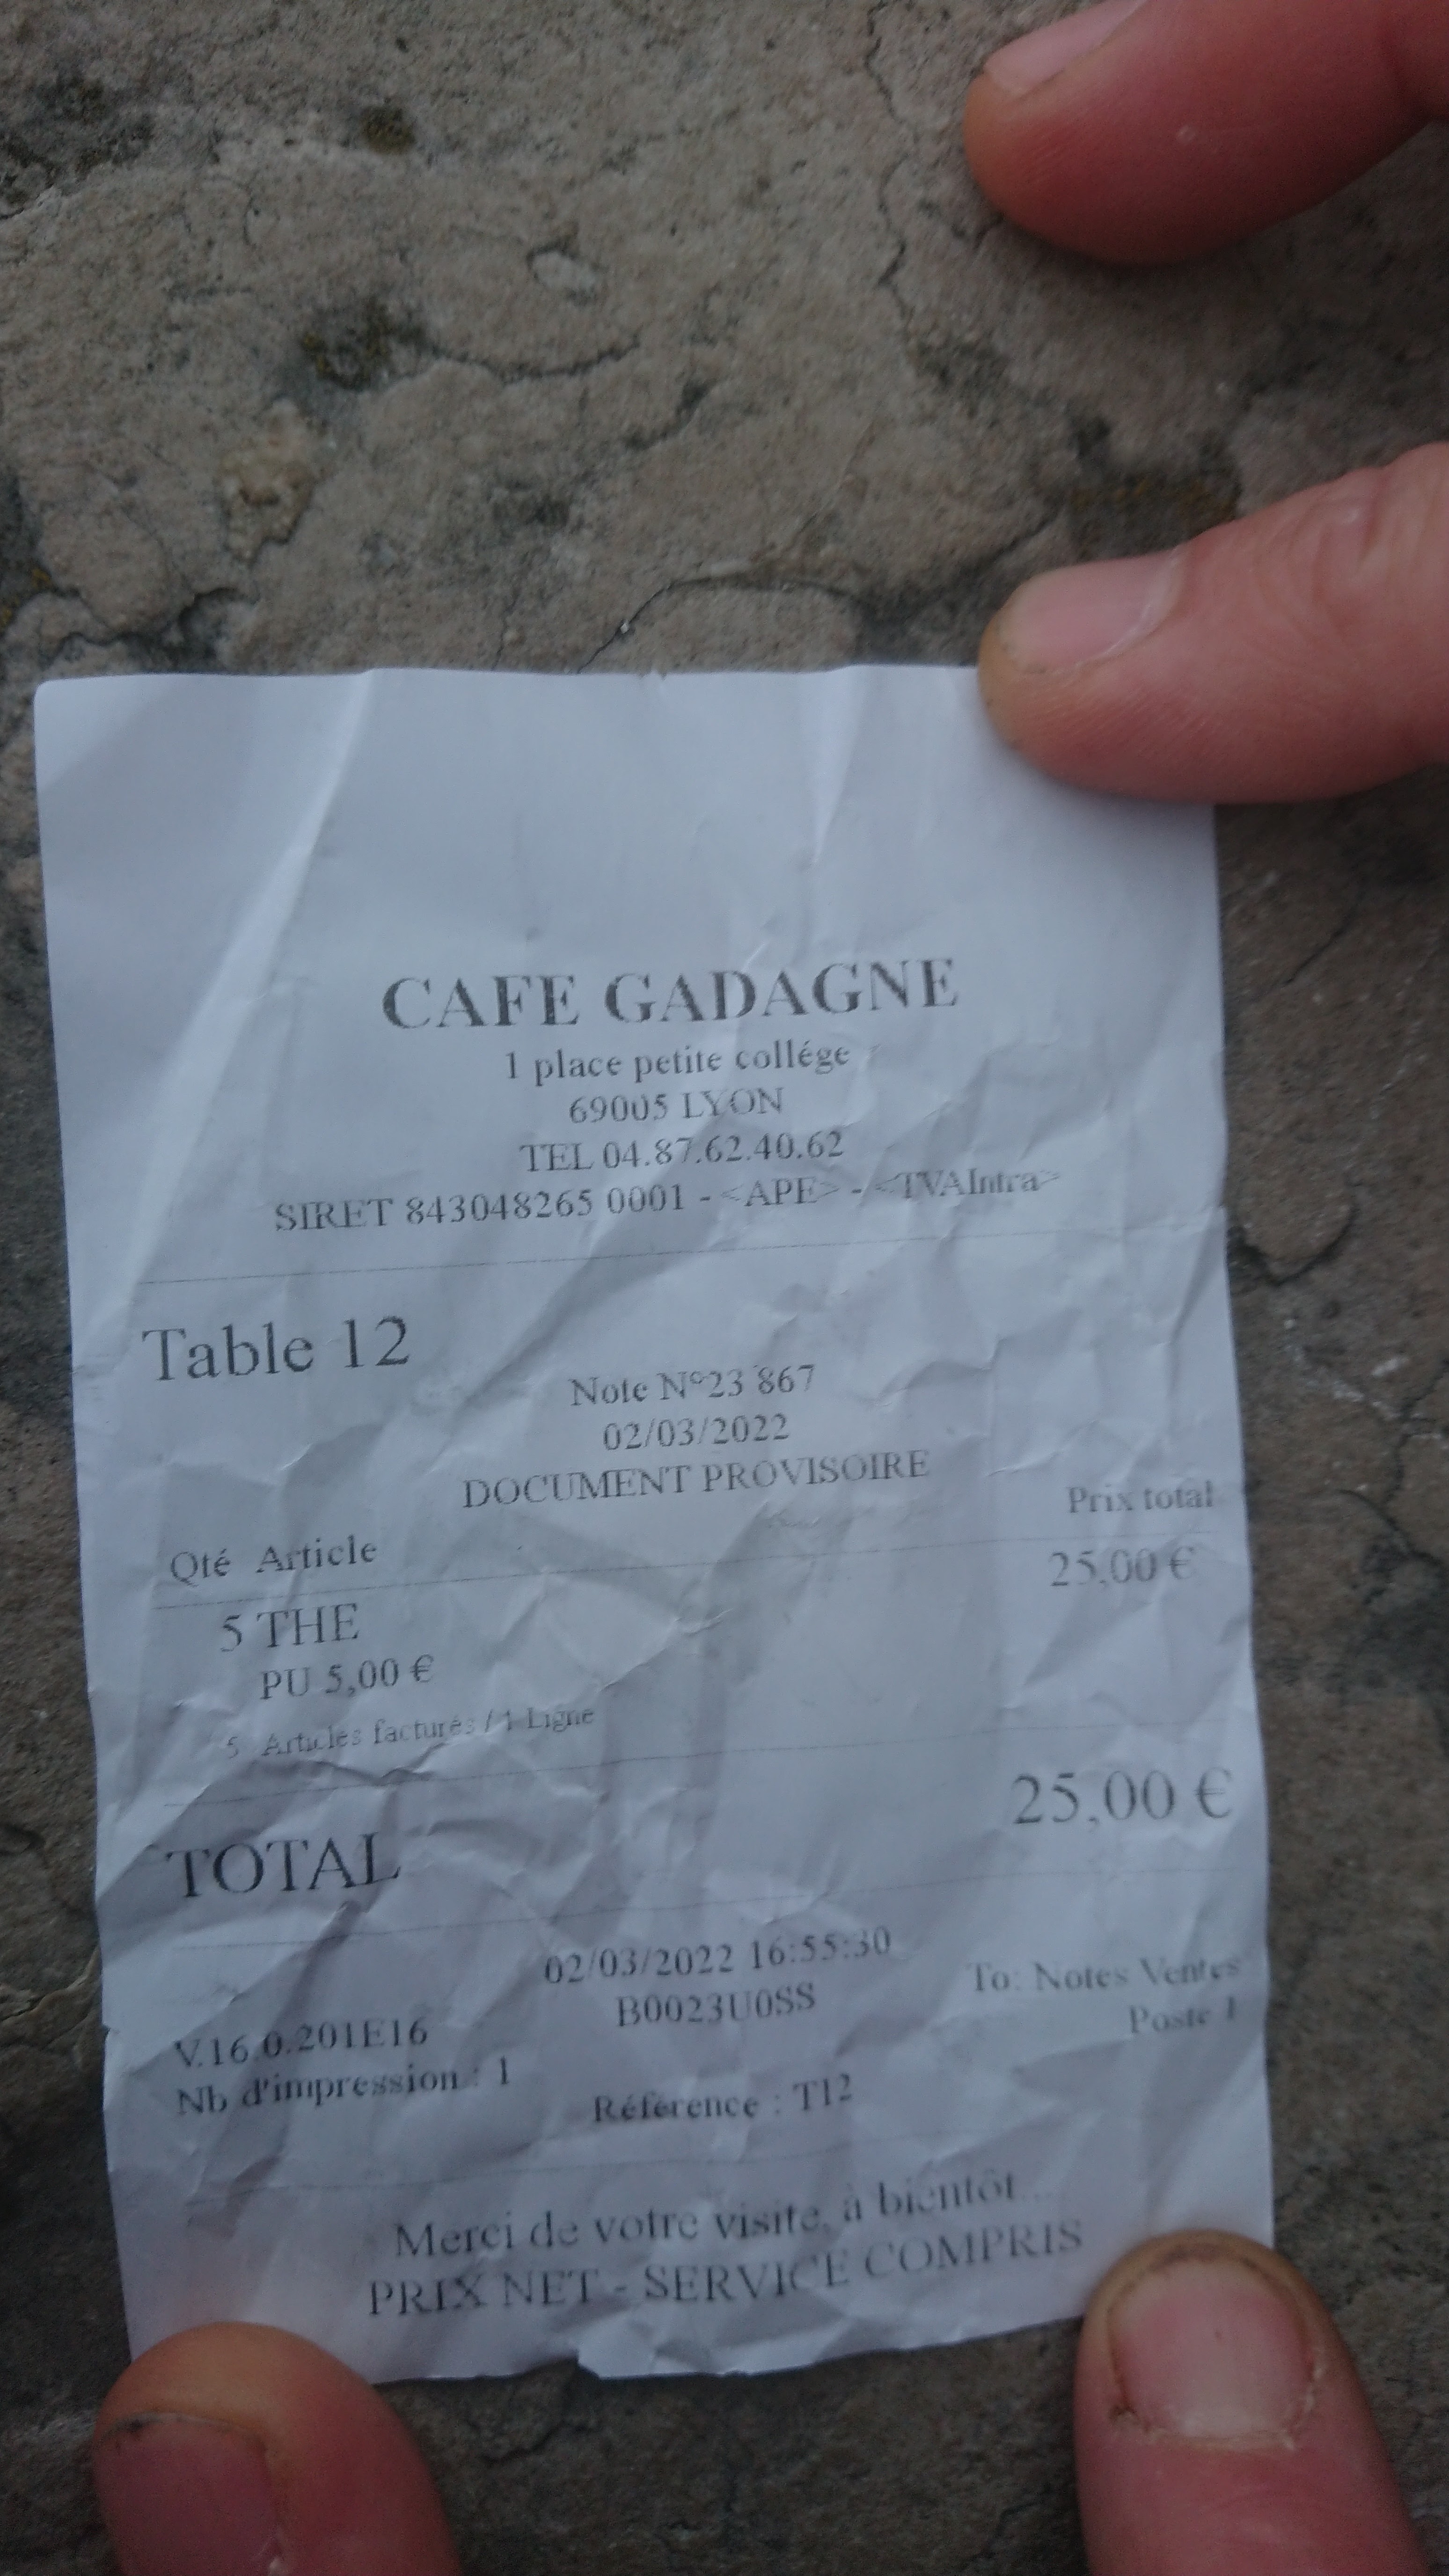 CAFE GADAGNE
1 place petite collége
69005 LYON
TEL 04.87.62.40.62
SIRET 843048265 0001 - <APE> - <TVAIntra>
Table 12
Note N°23 867
02/03/2022
DOCUMENT PROVISOIRE
Qté Article Prix total
5 THE 25,00 €
PU 5,00 €
5 Articles facturés / 1 Ligne
TOTAL 25,00 €
02/03/2022 16:55:30
V.16.0.201E16 B0023U0SS To: Notes Ventes
Nb d'impression : 1 Poste 1
Référence : T12
Merci de votre visite, à bientôt...
PRIX NET - SERVICE COMPRIS